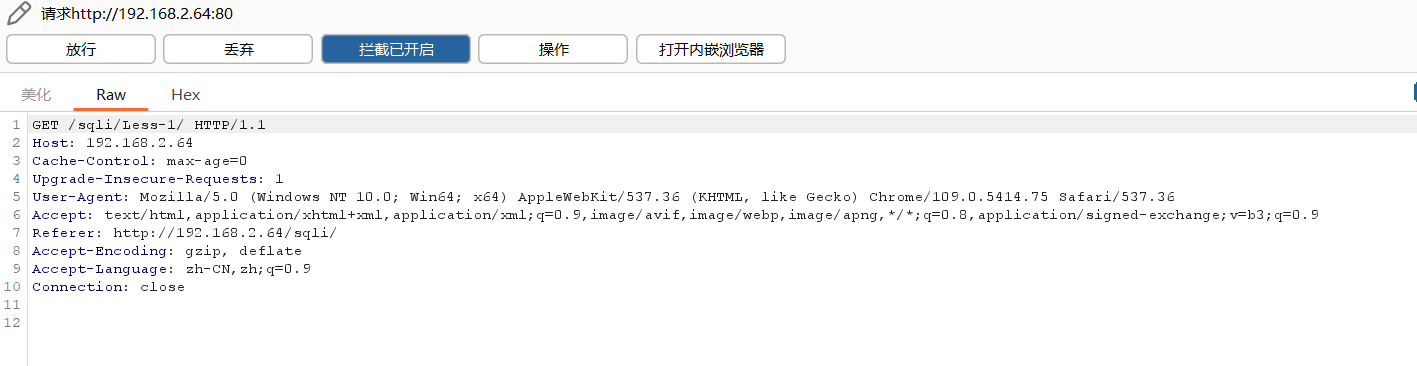 请求http://192.168.2.64:80
放行 丢弃 拦截已开启 操作 打开内嵌浏览器
美化 Raw Hex
1 GET /sqli/Less-1/ HTTP/1.1
2 Host: 192.168.2.64
3 Cache-Control: max-age=0
4 Upgrade-Insecure-Requests: 1
5 User-Agent: Mozilla/5.0 (Windows NT 10.0; Win64; x64) AppleWebKit/537.36 (KHTML, like Gecko) Chrome/109.0.5414.75 Safari/537.36
6 Accept: text/html,application/xhtml+xml,application/xml;q=0.9,image/avif,image/webp,image/apng,*/*;q=0.8,application/signed-exchange;v=b3;q=0.9
7 Referer: http://192.168.2.64/sqli/
8 Accept-Encoding: gzip, deflate
9 Accept-Language: zh-CN,zh;q=0.9
10 Connection: close
11
12